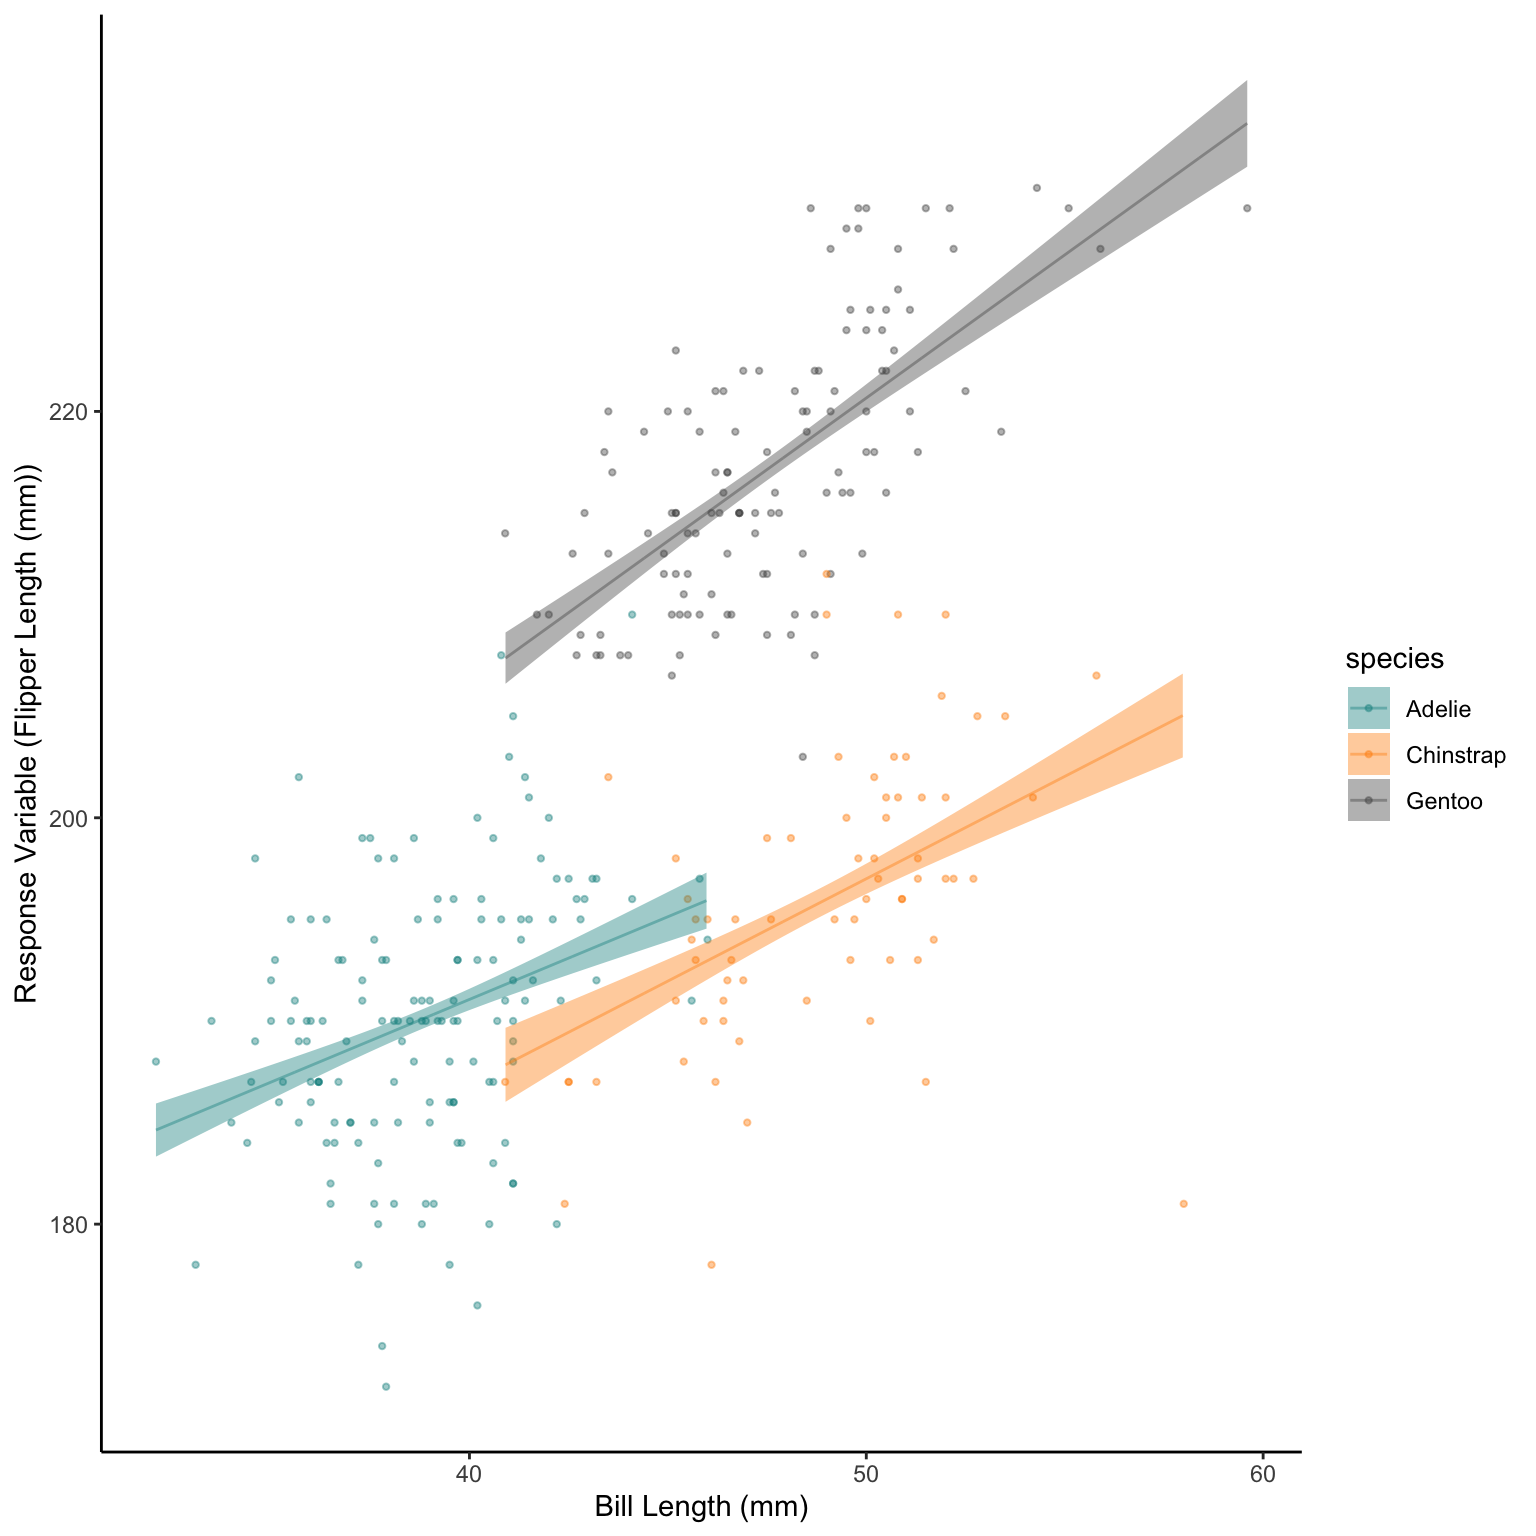 Response Variable (Flipper Length (mm))
220
200
180
40
50
60
Bill Length (mm)
species
Adelie
Chinstrap
Gentoo